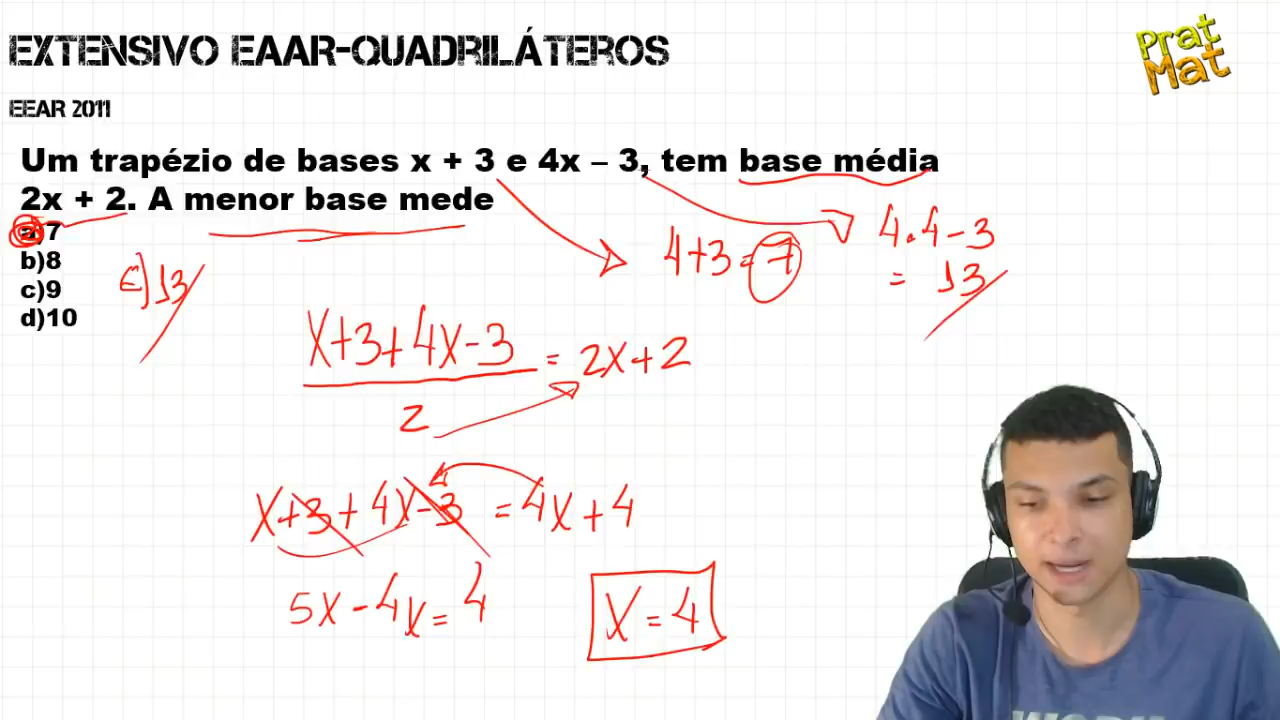 EXTENSIVO EAAR-QUADRILÁTEROS
Prat
Mat
EEAR 2011
Um trapézio de bases x + 3 e 4x – 3, tem base média
2x + 2. A menor base mede
a)7
b)8
c)9
d)10
4+3=7
4.4-3
= 13
E) 13
x+3+4x-3 = 2x+2
2
x+3+4x-3 = 4x+4
5x-4x=4
x=4